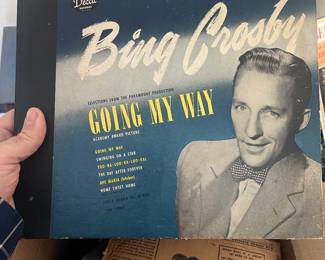 Decca
Bing Crosby
SELECTIONS FROM THE PARAMOUNT PRODUCTION
GOING MY WAY
ACADEMY AWARD PICTURE
GOING MY WAY
SWINGING ON A STAR
TOO-RA-LOO-RA-LOO-RAL
THE DAY AFTER FOREVER
AVE MARIA (Schubert)
HOME SWEET HOME